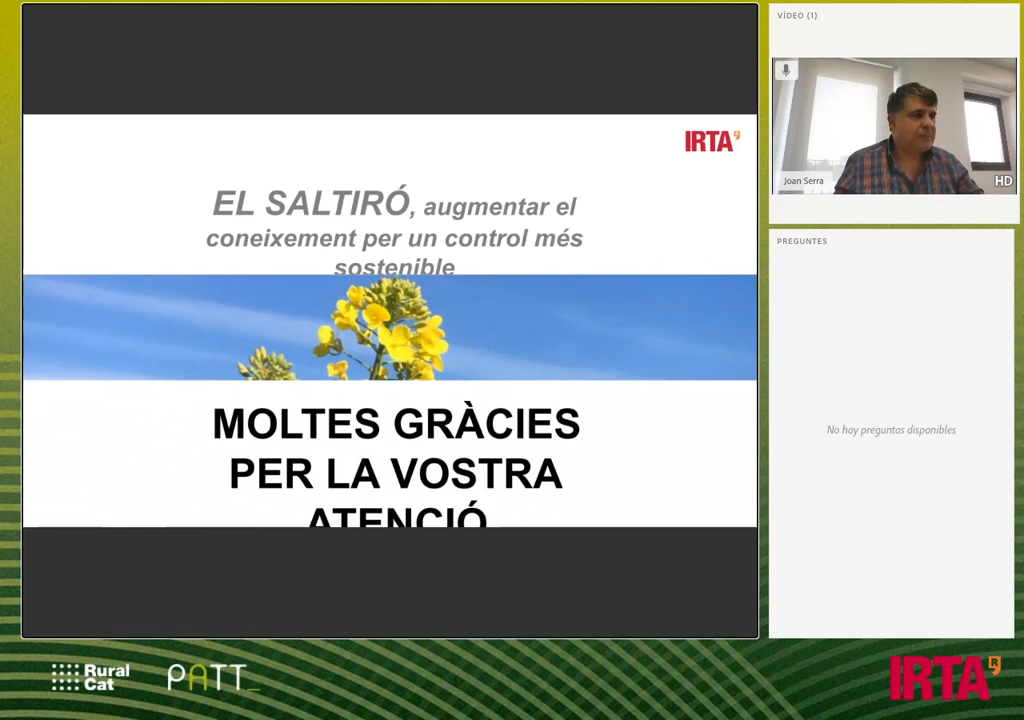 VÍDEO (1)
Joan Serra
HD
IRTA
EL SALTIRÓ, augmentar el
coneixement per un control més
sostenible
MOLTES GRÀCIES
PER LA VOSTRA
ATENCIÓ
PREGUNTES
No hay preguntas disponibles
Rural
Cat
PATT_
IRTA